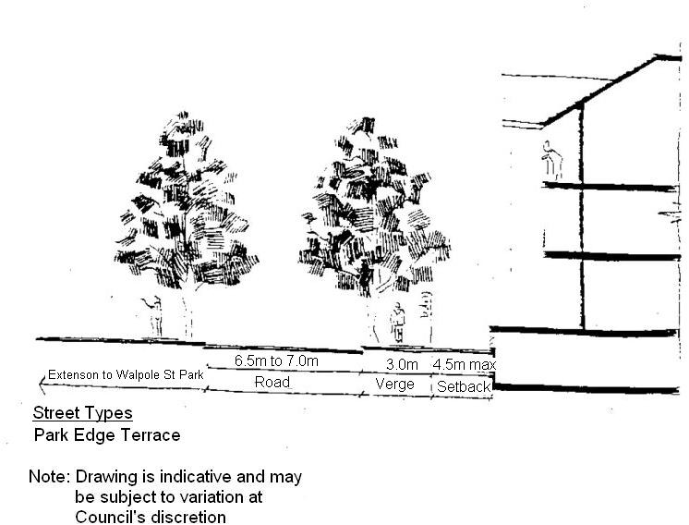 6.5m to 7.0m 3.0m 4.5m max
Extenson to Walpole St Park Road Verge Setback
Street Types
Park Edge Terrace
Note: Drawing is indicative and may
be subject to variation at
Council's discretion